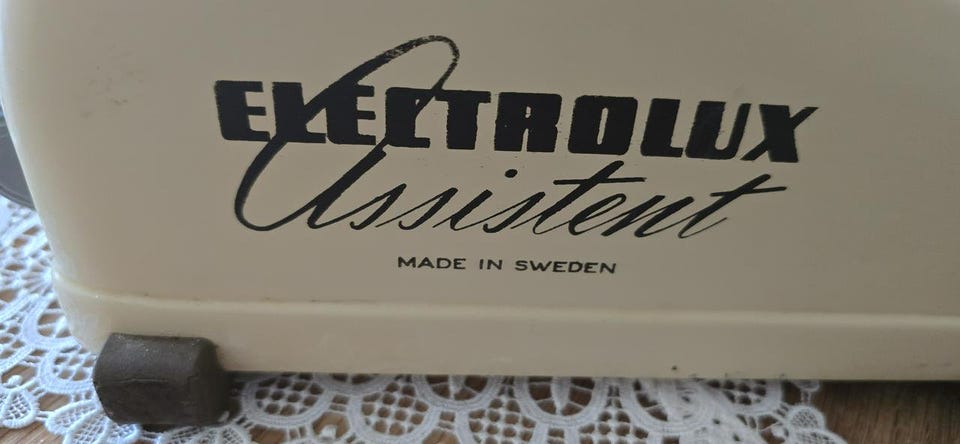 ELECTROLUX
Assistent
MADE IN SWEDEN